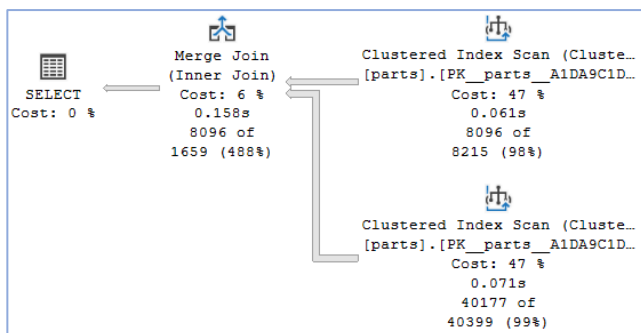 SELECT
Cost: 0 %
Merge Join
(Inner Join)
Cost: 6 %
0.158s
8096 of
1659 (488%)
Clustered Index Scan (Cluste…
[parts].[PK__parts__A1DA9C1D…
Cost: 47 %
0.061s
8096 of
8215 (98%)
Clustered Index Scan (Cluste…
[parts].[PK__parts__A1DA9C1D…
Cost: 47 %
0.071s
40177 of
40399 (99%)